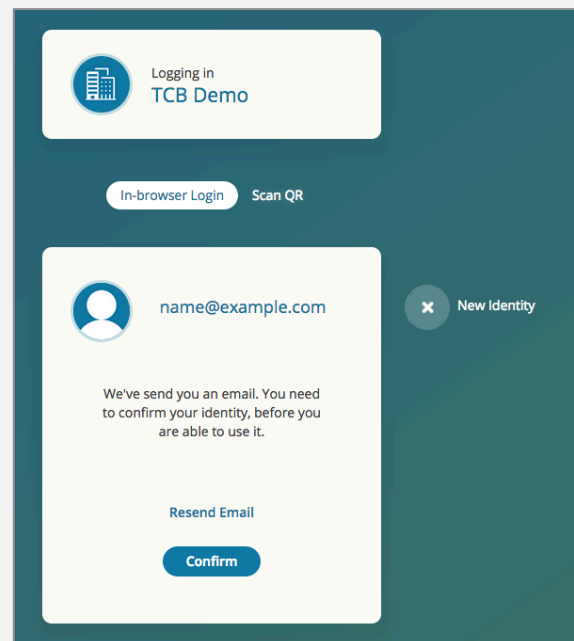 Logging in
TCB Demo
In-browser Login Scan QR
name@example.com
New Identity
We've send you an email. You need
to confirm your identity, before you
are able to use it.
Resend Email
Confirm